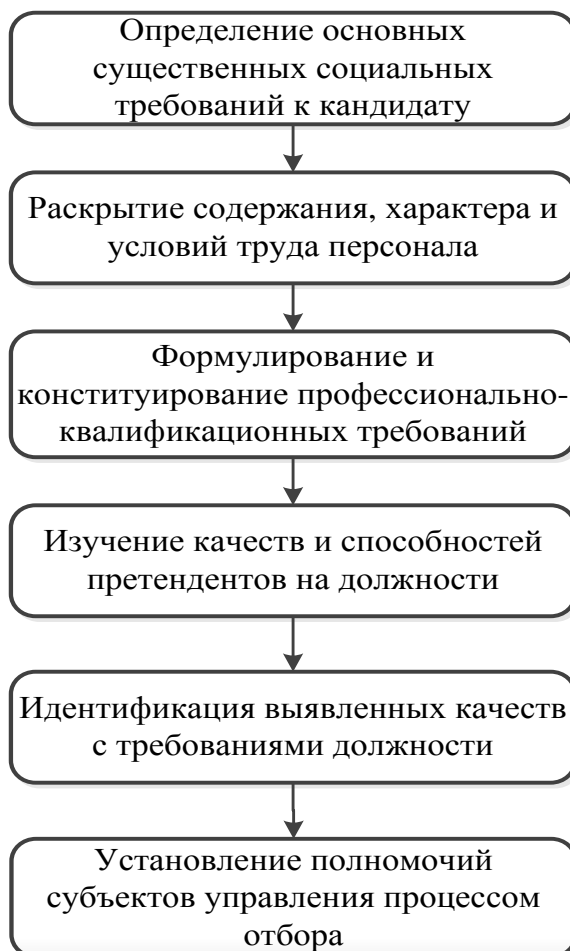 Определение основных
существенных социальных
требований к кандидату
Раскрытие содержания, характера и
условий труда персонала
Формулирование и
конституирование профессионально-
квалификационных требований
Изучение качеств и способностей
претендентов на должности
Идентификация выявленных качеств
с требованиями должности
Установление полномочий
субъектов управления процессом
отбора